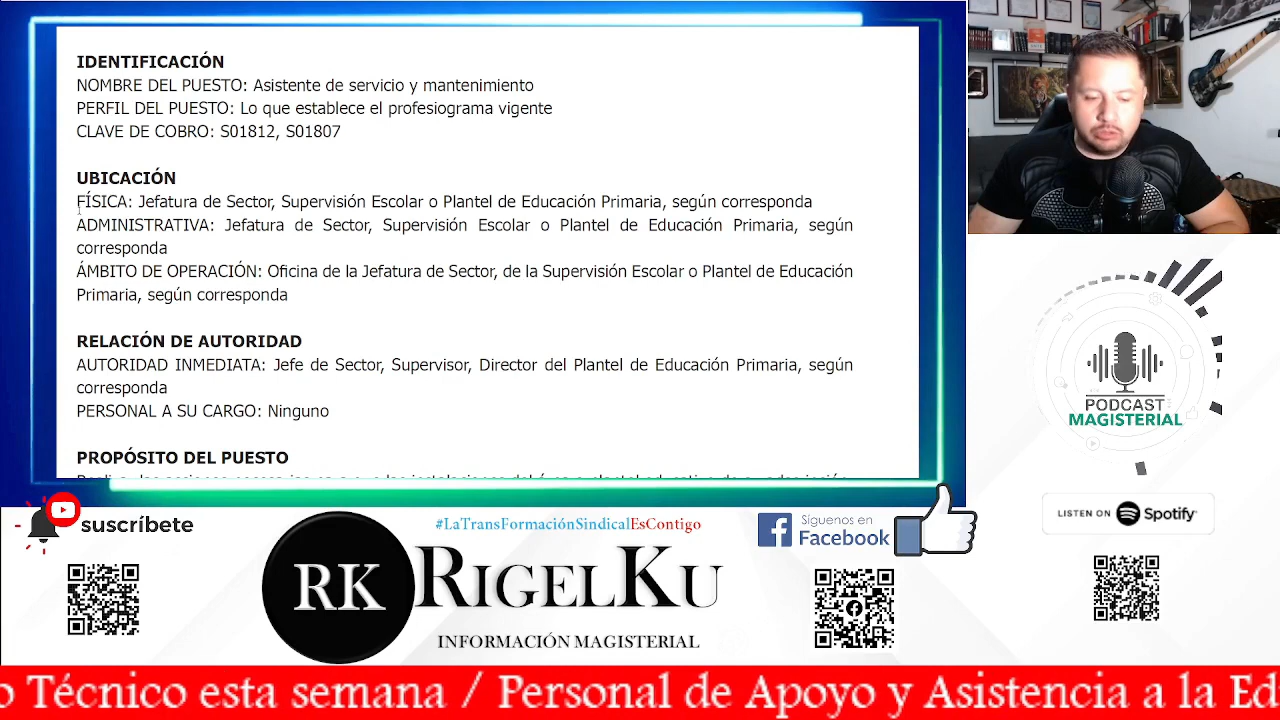 IDENTIFICACIÓN
NOMBRE DEL PUESTO: Asistente de servicio y mantenimiento
PERFIL DEL PUESTO: Lo que establece el profesiograma vigente
CLAVE DE COBRO: S01812, S01807
UBICACIÓN
FÍSICA: Jefatura de Sector, Supervisión Escolar o Plantel de Educación Primaria, según corresponda
ADMINISTRATIVA: Jefatura de Sector, Supervisión Escolar o Plantel de Educación Primaria, según
corresponda
ÁMBITO DE OPERACIÓN: Oficina de la Jefatura de Sector, de la Supervisión Escolar o Plantel de Educación
Primaria, según corresponda
RELACIÓN DE AUTORIDAD
AUTORIDAD INMEDIATA: Jefe de Sector, Supervisor, Director del Plantel de Educación Primaria, según
corresponda
PERSONAL A SU CARGO: Ninguno
PROPÓSITO DEL PUESTO
PODCAST
MAGISTERIAL
LISTEN ON Spotify
suscríbete
#LaTransFormaciónSindicalEsContigo
RK RIGELKU
INFORMACIÓN MAGISTERIAL
Síguenos en
Facebook
o Técnico esta semana / Personal de Apoyo y Asistencia a la Ed